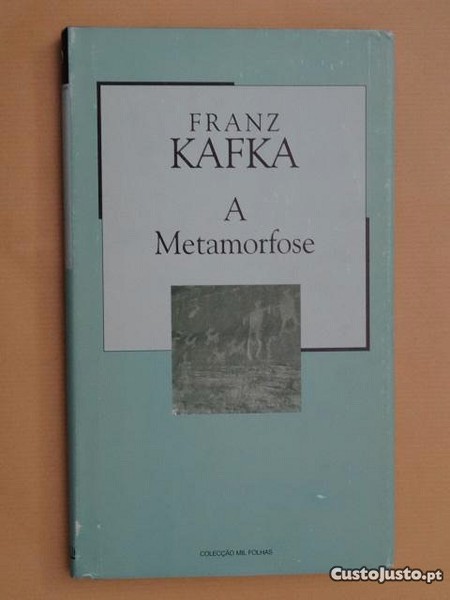 FRANZ
KAFKA
A
Metamorfose
COLECÇÃO MIL FOLHAS
CustoJusto.pt